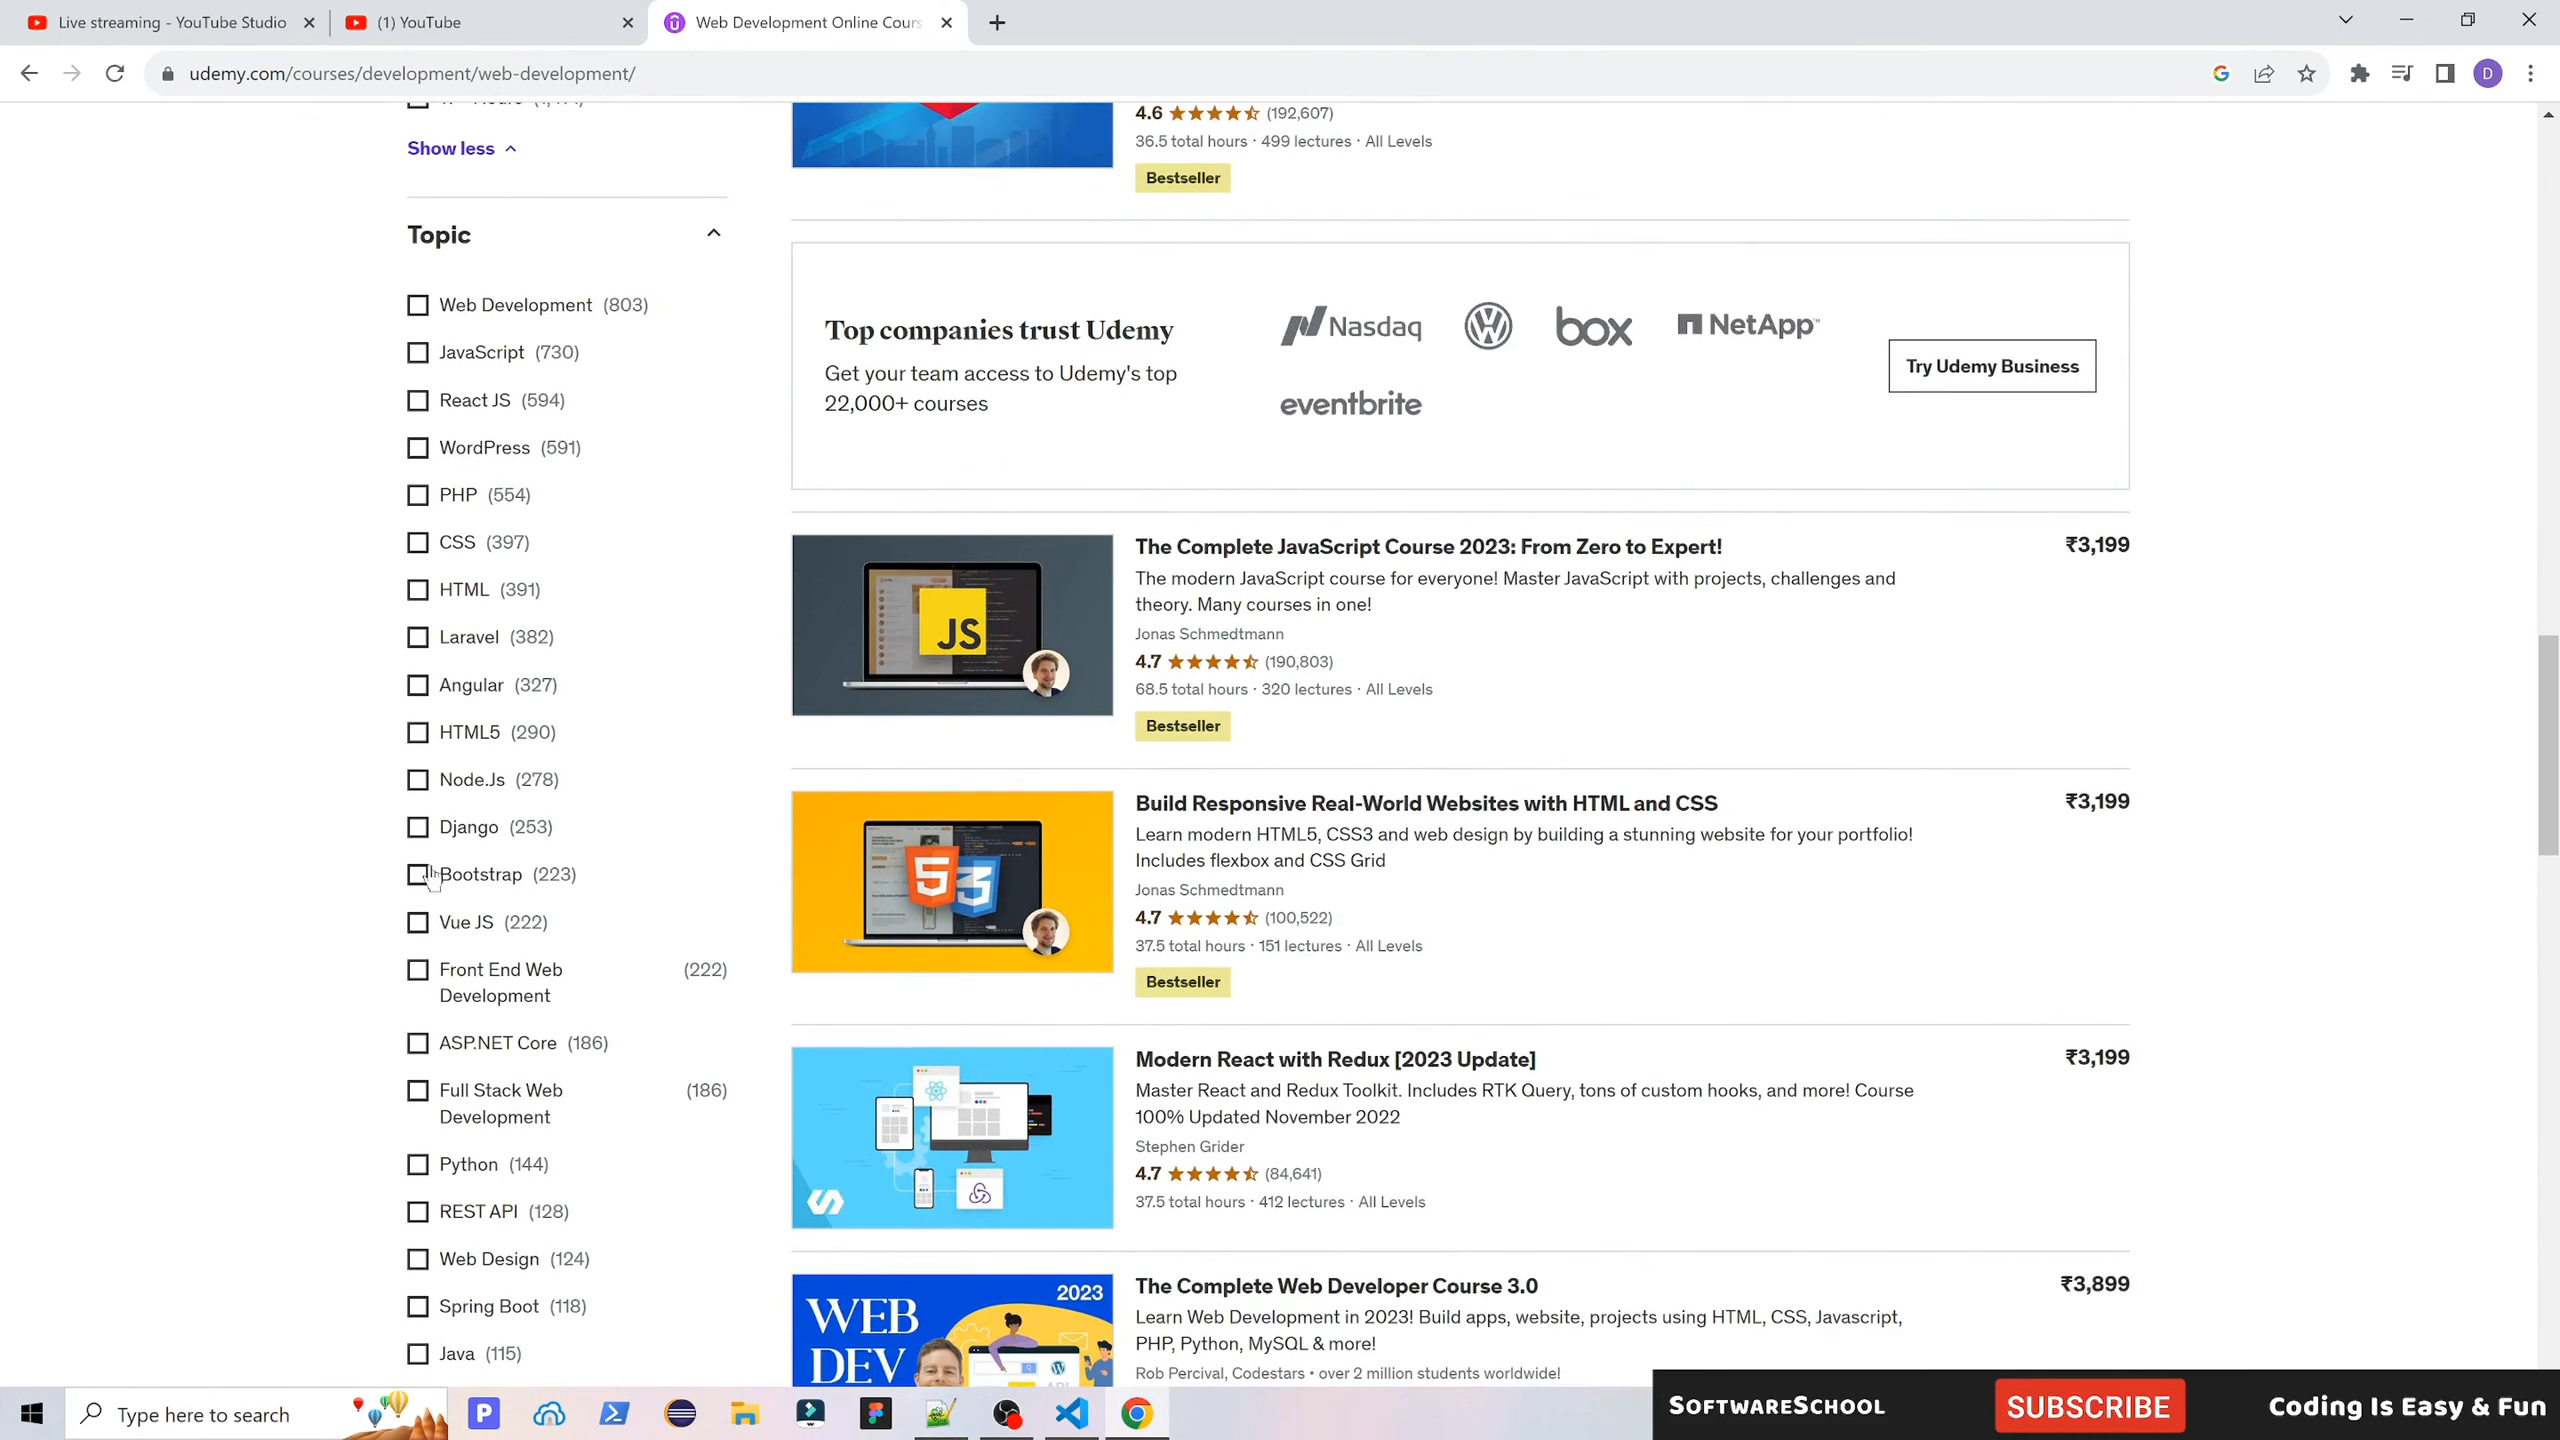 Live streaming - YouTube Studio
(1) YouTube
Web Development Online Cours
udemy.com/courses/development/web-development/
D
Show less
Topic
Web Development (803)
JavaScript (730)
React JS (594)
WordPress (591)
PHP (554)
CSS (397)
HTML (391)
Laravel (382)
Angular (327)
HTML5 (290)
Node.Js (278)
Django (253)
Bootstrap (223)
Vue JS (222)
Front End Web (222)
Development
ASP.NET Core (186)
Full Stack Web (186)
Development
Python (144)
REST API (128)
Web Design (124)
Spring Boot (118)
Java (115)
4.6 (192,607)
36.5 total hours · 499 lectures · All Levels
Bestseller
Top companies trust Udemy
Get your team access to Udemy's top
22,000+ courses
Nasdaq
box
NetApp™
eventbrite
Try Udemy Business
JS
The Complete JavaScript Course 2023: From Zero to Expert! ₹3,199
The modern JavaScript course for everyone! Master JavaScript with projects, challenges and
theory. Many courses in one!
Jonas Schmedtmann
4.7 (190,803)
68.5 total hours · 320 lectures · All Levels
Bestseller
5 3
Build Responsive Real-World Websites with HTML and CSS ₹3,199
Learn modern HTML5, CSS3 and web design by building a stunning website for your portfolio!
Includes flexbox and CSS Grid
Jonas Schmedtmann
4.7 (100,522)
37.5 total hours · 151 lectures · All Levels
Bestseller
Modern React with Redux [2023 Update] ₹3,199
Master React and Redux Toolkit. Includes RTK Query, tons of custom hooks, and more! Course
100% Updated November 2022
Stephen Grider
4.7 (84,641)
37.5 total hours · 412 lectures · All Levels
2023
WEB
DEV
The Complete Web Developer Course 3.0 ₹3,899
Learn Web Development in 2023! Build apps, website, projects using HTML, CSS, Javascript,
PHP, Python, MySQL & more!
Rob Percival, Codestars • over 2 million students worldwide!
Type here to search
P
SOFTWARESCHOOL
SUBSCRIBE
Coding Is Easy & Fun